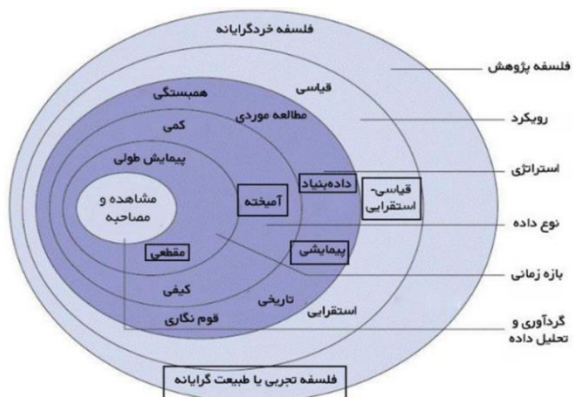 فلسفه خردگرایانه
قیاسی
همبستگی
مطالعه موردی
کمی
پیمایش طولی
مشاهده و
مصاحبه
آمیخته
داده‌بنیاد
قیاسی-
استقرایی
مقطعی
پیمایشی
کیفی
تاریخی
استقرایی
قوم نگاری
فلسفه تجربی یا طبیعت گرایانه
فلسفه پژوهش
رویکرد
استراتژی
نوع داده
بازه زمانی
گردآوری و
تحلیل داده